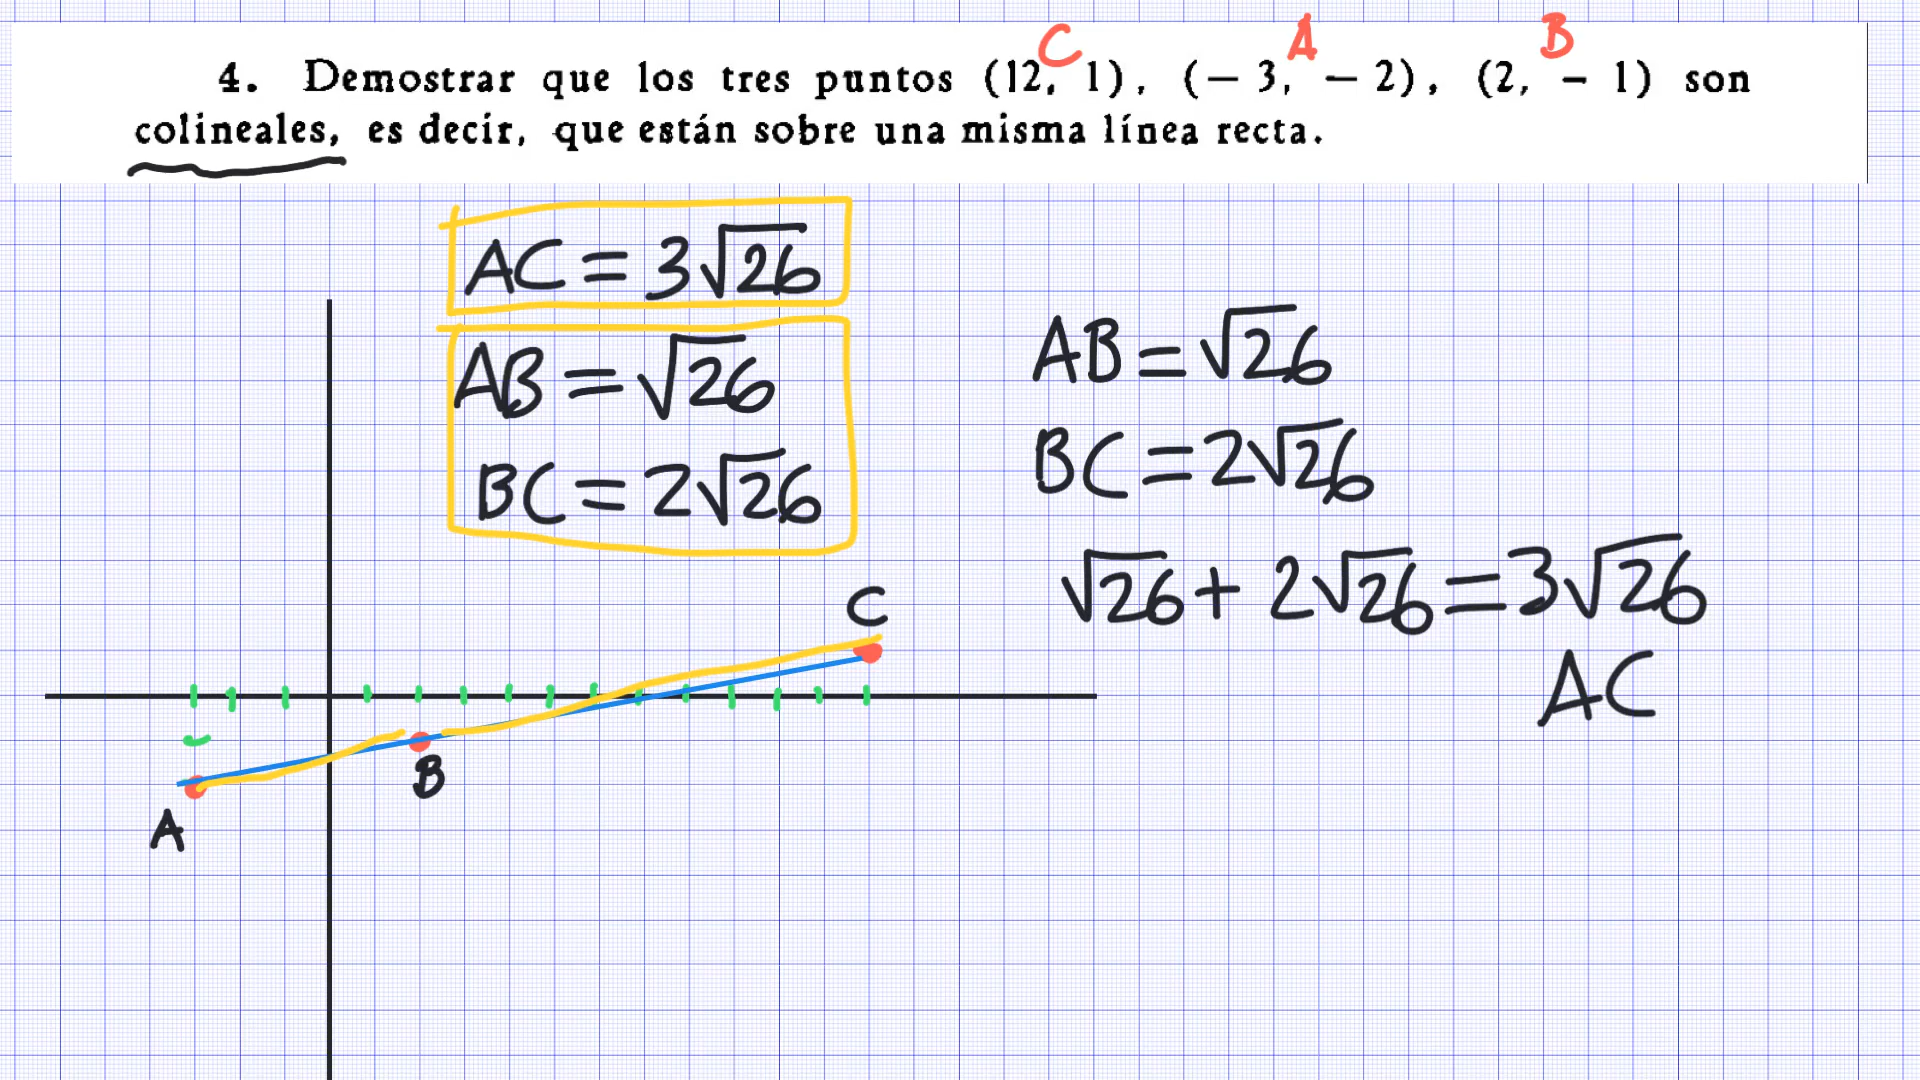 C A B
4. Demostrar que los tres puntos (12, 1), (— 3, — 2), (2, – 1) son
colineales, es decir, que están sobre una misma línea recta.
AC = 3√26
AB = √26
BC = 2√26
AB = √26
BC = 2√26
√26 + 2√26 = 3√26
AC
C
B
A